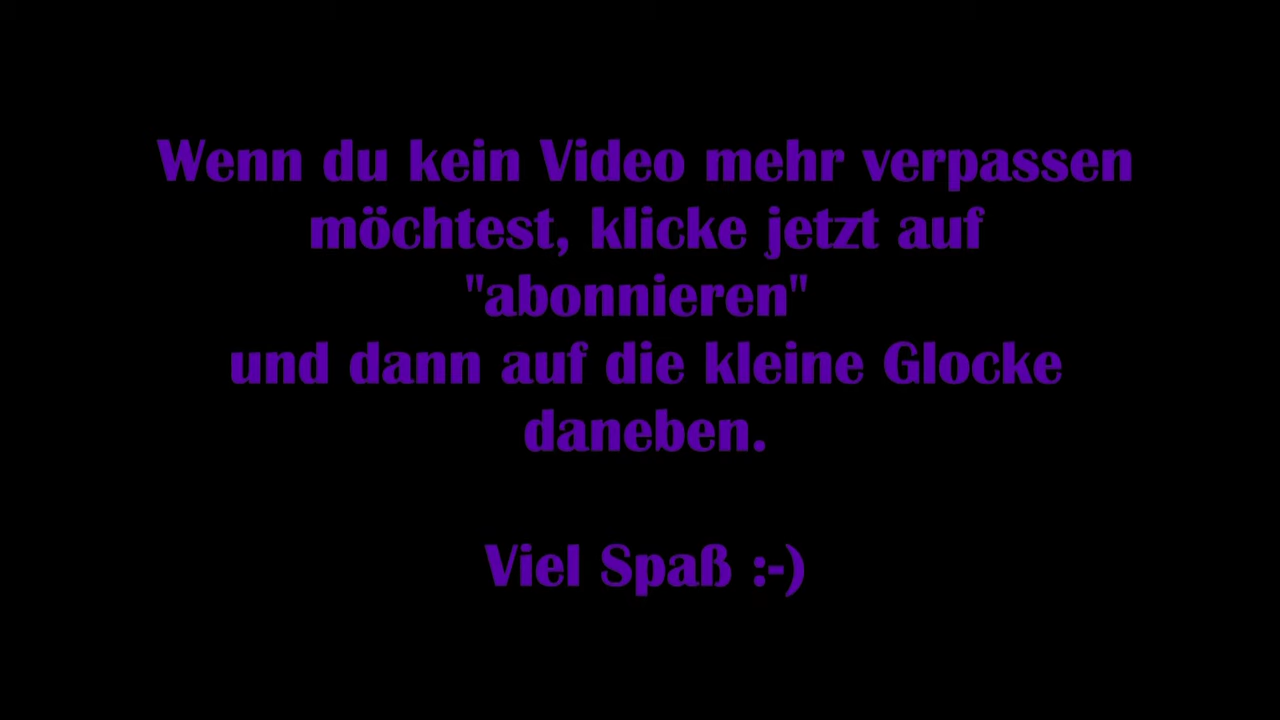 Wenn du kein Video mehr verpassen
möchtest, klicke jetzt auf
"abonnieren"
und dann auf die kleine Glocke
daneben.
Viel Spaß :-)